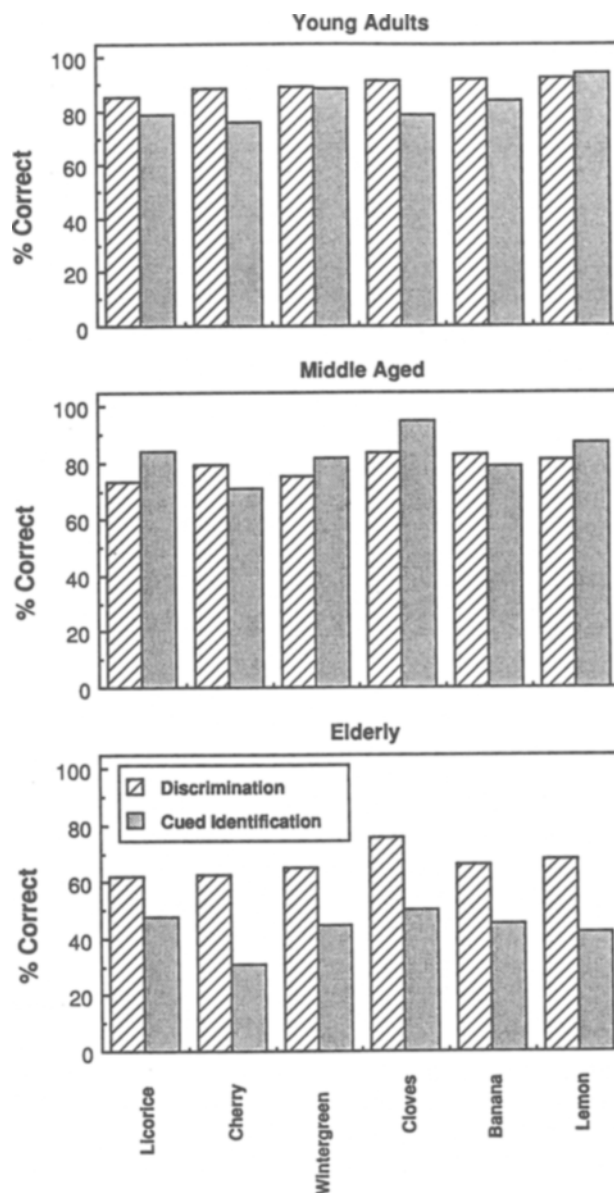 Young Adults
100
80
60
40
20
0
% Correct
Middle Aged
100
80
60
40
20
0
% Correct
Elderly
100
80
60
40
20
0
% Correct
Discrimination
Cued Identification
Licorice
Cherry
Wintergreen
Cloves
Banana
Lemon